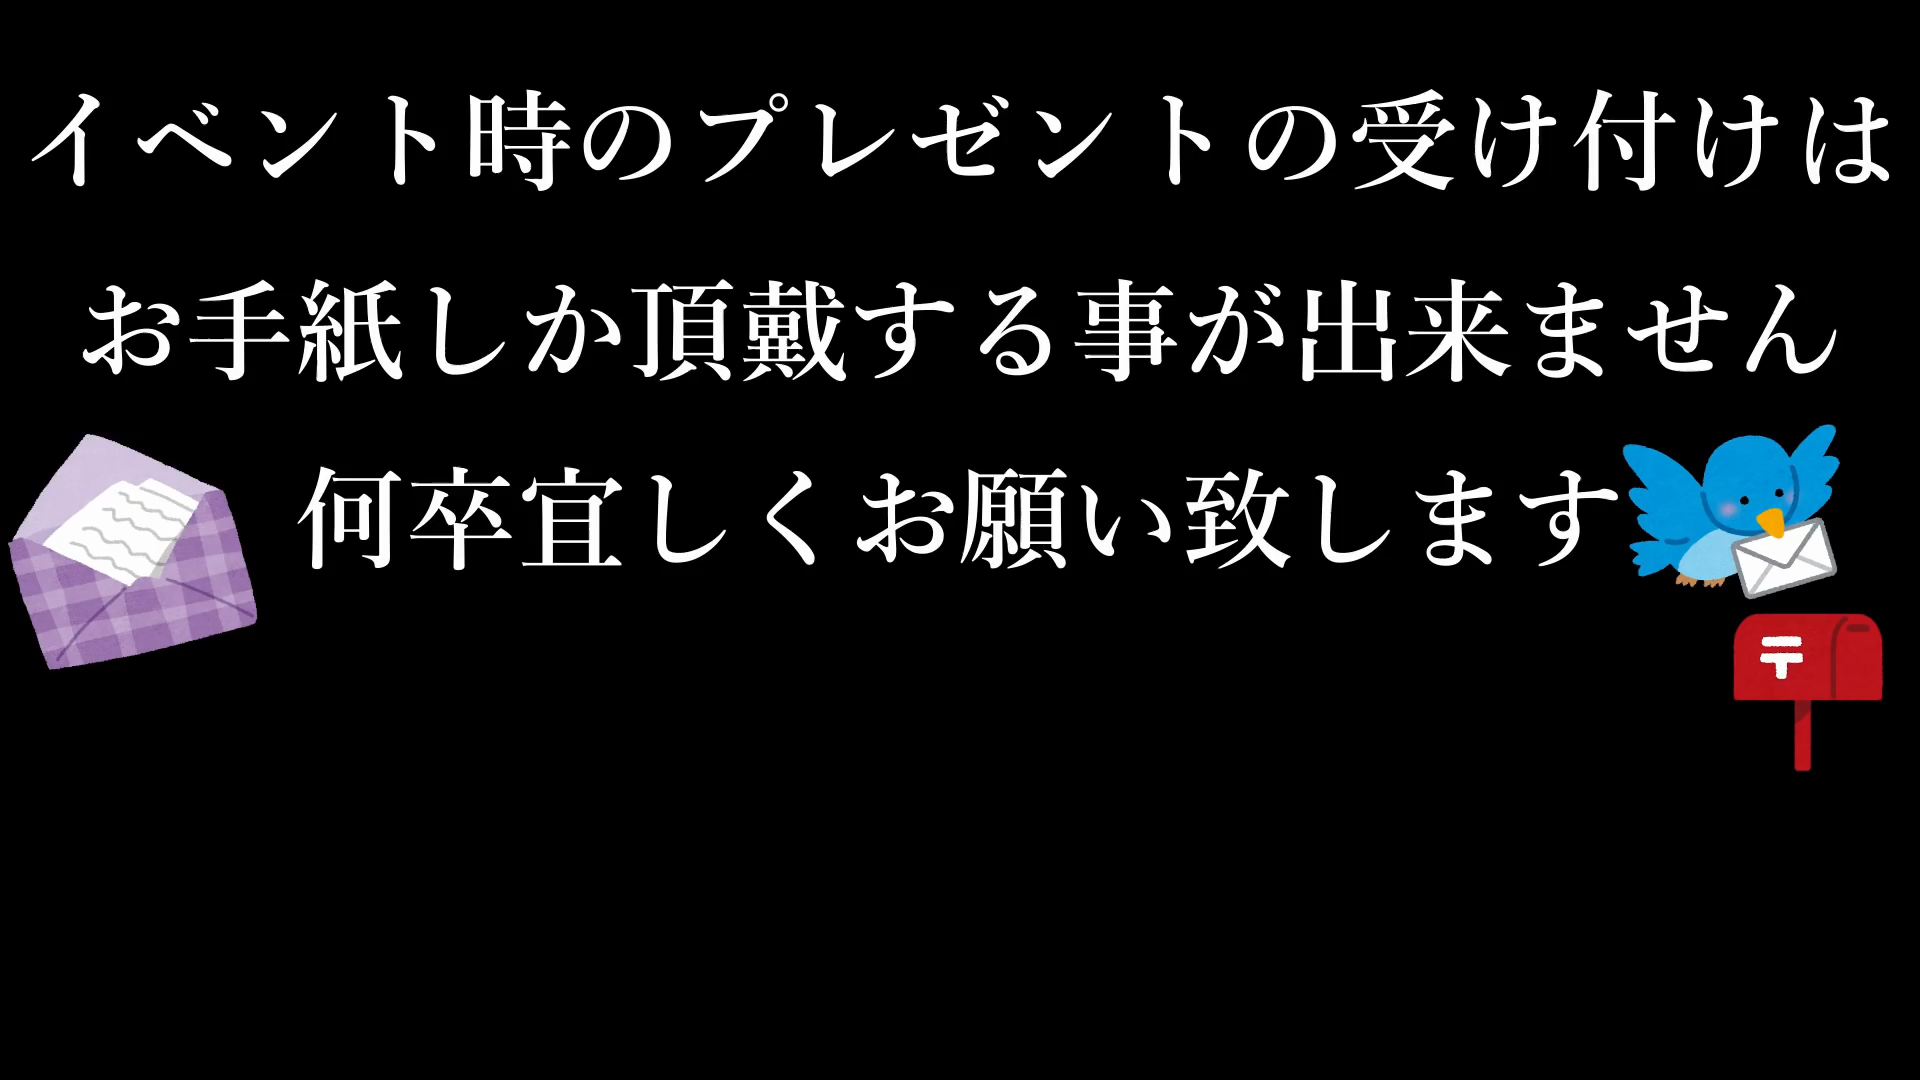 イベント時のプレゼントの受け付けは
お手紙しか頂戴する事が出来ません
何卒宜しくお願い致します
〒